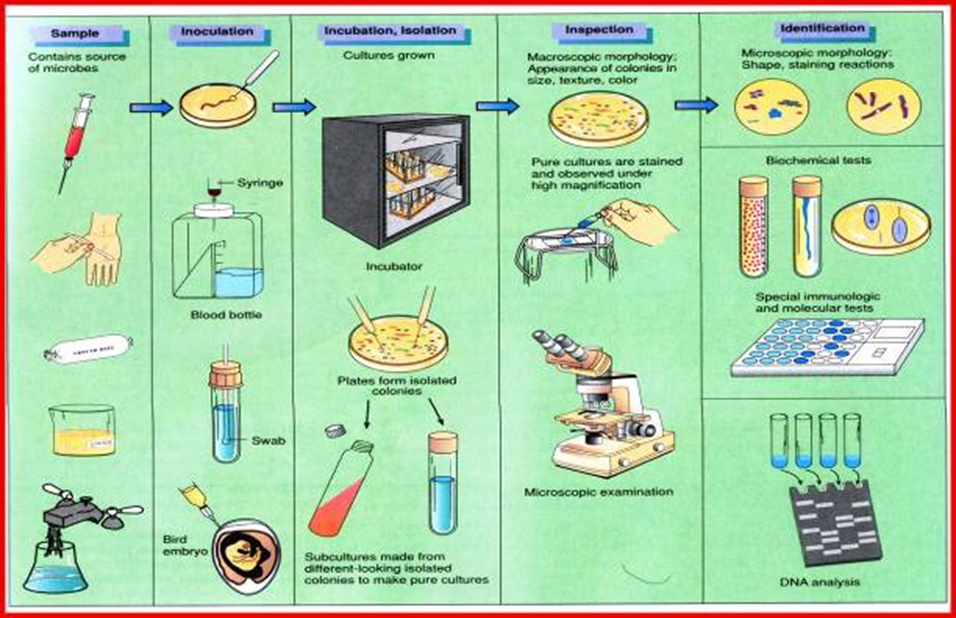 Sample
Contains source
of microbes
Inoculation
Syringe
Blood bottle
Swab
Bird
embryo
Incubation, Isolation
Cultures grown
Incubator
Plates form isolated
colonies
Subcultures made from
different-looking isolated
colonies to make pure cultures
Inspection
Macroscopic morphology;
Appearance of colonies in
size, texture, color
Pure cultures are stained
and observed under
high magnification
Microscopic examination
Identification
Microscopic morphology:
Shape, staining reactions
Biochemical tests
Special immunologic
and molecular tests
DNA analysis